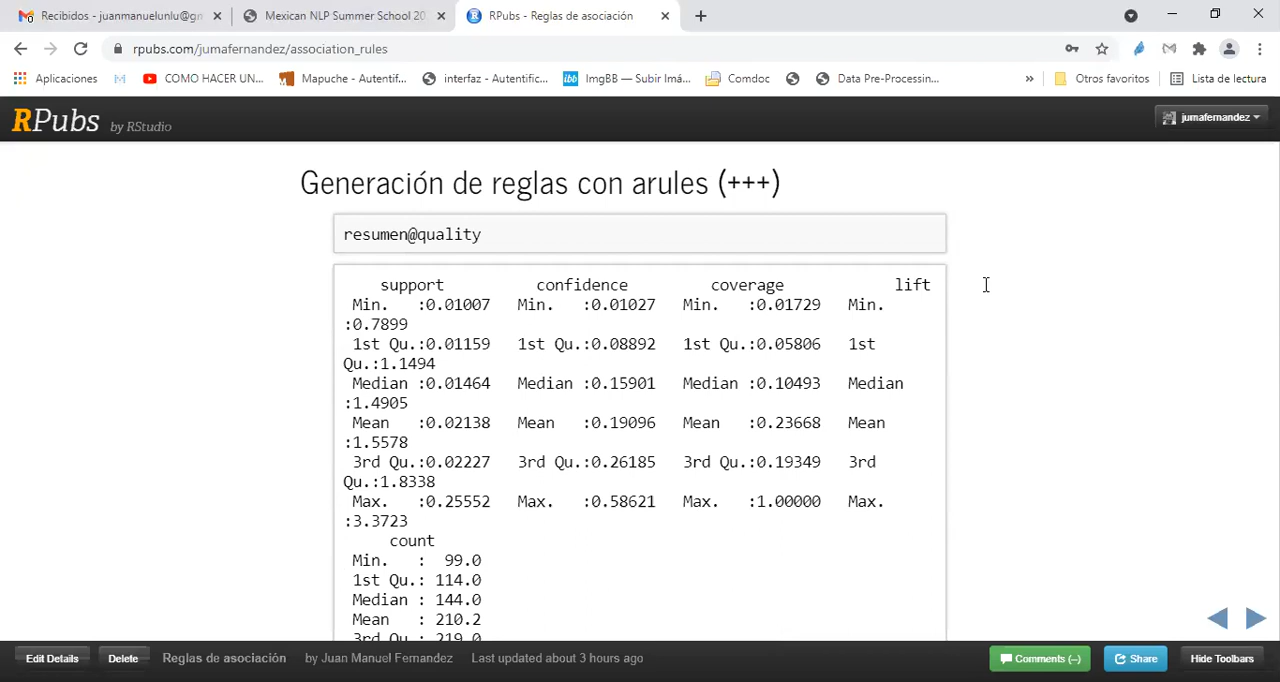 Recibidos - juanmanuelunlu@gm
Mexican NLP Summer School 20
RPubs - Reglas de asociación
rpubs.com/jumafernandez/association_rules
Aplicaciones
COMO HACER UN...
Mapuche - Autentif...
interfaz - Autentific...
ibb ImgBB — Subir Imá...
Comdoc
Data Pre-Processin...
»
Otros favoritos
Lista de lectura
RPubs by RStudio
jumafernandez
Generación de reglas con arules (+++)
resumen@quality
support confidence coverage lift
Min. :0.01007 Min. :0.01027 Min. :0.01729 Min.
:0.7899
1st Qu.:0.01159 1st Qu.:0.08892 1st Qu.:0.05806 1st
Qu.:1.1494
Median :0.01464 Median :0.15901 Median :0.10493 Median
:1.4905
Mean :0.02138 Mean :0.19096 Mean :0.23668 Mean
:1.5578
3rd Qu.:0.02227 3rd Qu.:0.26185 3rd Qu.:0.19349 3rd
Qu.:1.8338
Max. :0.25552 Max. :0.58621 Max. :1.00000 Max.
:3.3723
count
Min. : 99.0
1st Qu.: 114.0
Median : 144.0
Mean : 210.2
3rd Qu.: 219.0
Edit Details
Delete
Reglas de asociación
by Juan Manuel Fernandez
Last updated about 3 hours ago
Comments (–)
Share
Hide Toolbars